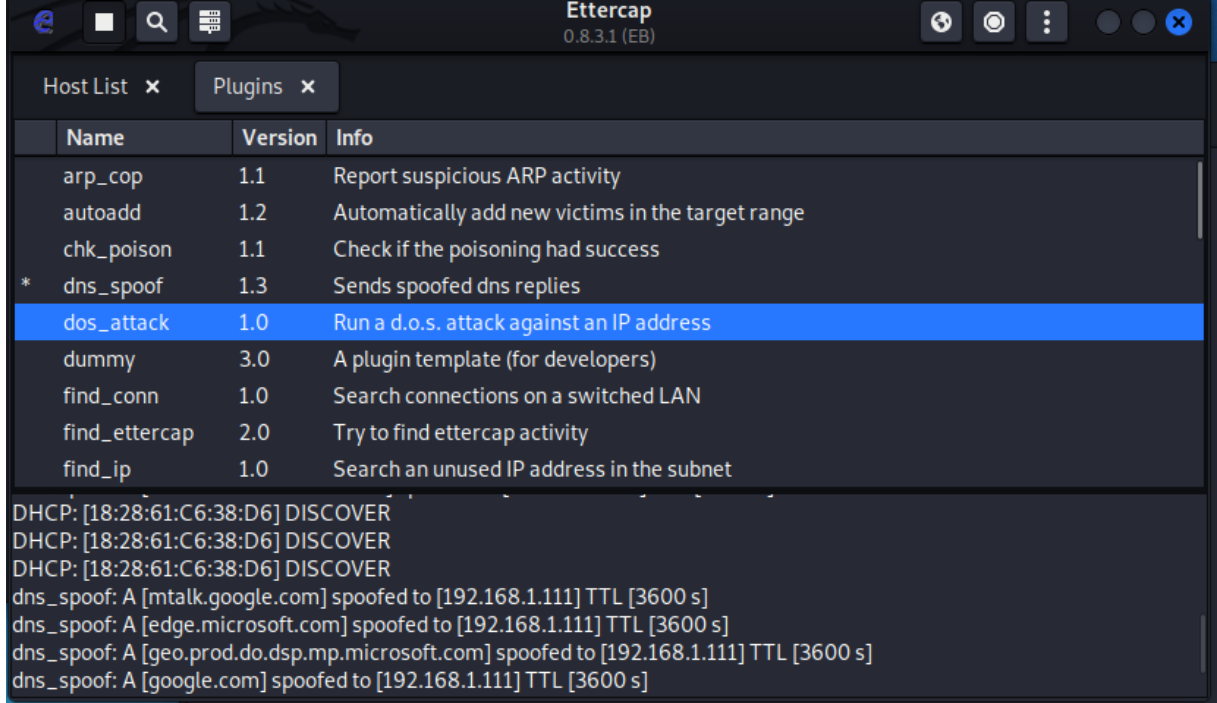 Ettercap
0.8.3.1 (EB)
Host List Plugins
Name Version Info
arp_cop 1.1 Report suspicious ARP activity
autoadd 1.2 Automatically add new victims in the target range
chk_poison 1.1 Check if the poisoning had success
* dns_spoof 1.3 Sends spoofed dns replies
dos_attack 1.0 Run a d.o.s. attack against an IP address
dummy 3.0 A plugin template (for developers)
find_conn 1.0 Search connections on a switched LAN
find_ettercap 2.0 Try to find ettercap activity
find_ip 1.0 Search an unused IP address in the subnet
DHCP: [18:28:61:C6:38:D6] DISCOVER
DHCP: [18:28:61:C6:38:D6] DISCOVER
DHCP: [18:28:61:C6:38:D6] DISCOVER
dns_spoof: A [mtalk.google.com] spoofed to [192.168.1.111] TTL [3600 s]
dns_spoof: A [edge.microsoft.com] spoofed to [192.168.1.111] TTL [3600 s]
dns_spoof: A [geo.prod.do.dsp.mp.microsoft.com] spoofed to [192.168.1.111] TTL [3600 s]
dns_spoof: A [google.com] spoofed to [192.168.1.111] TTL [3600 s]